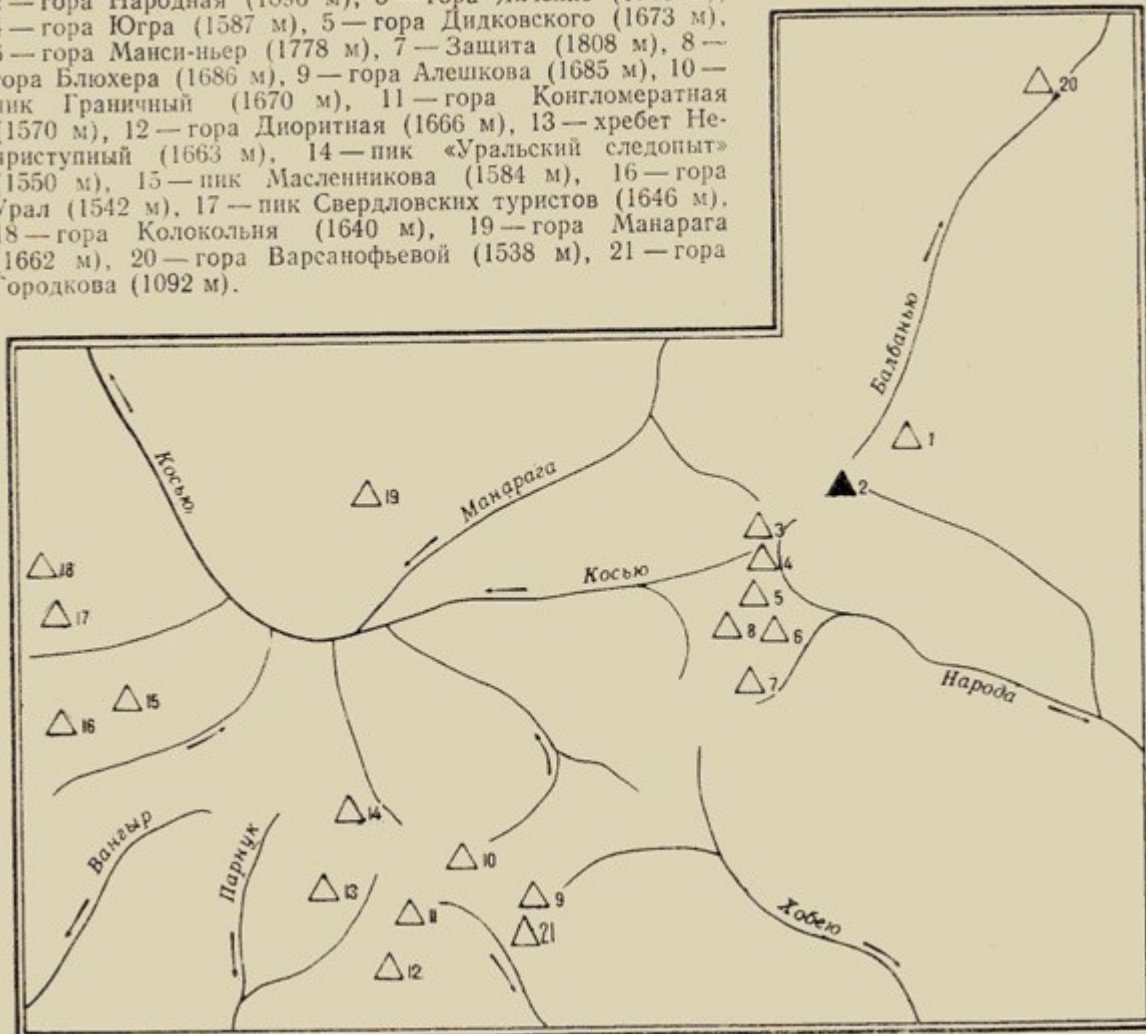 гора Народная (1896 м), 3 — гора
— гора Югра (1587 м), 5 — гора Дидковского (1673 м),
— гора Манси-ньер (1778 м), 7 — Защита (1808 м), 8 —
гора Блюхера (1686 м), 9 — гора Алешкова (1685 м), 10 —
пик Граничный (1670 м), 11 — гора Конгломератная
(1570 м), 12 — гора Диоритная (1666 м), 13 — хребет Не-
приступный (1663 м), 14 — пик «Уральский следопыт»
(1550 м), 15 — пик Масленникова (1584 м), 16 — гора
Урал (1542 м), 17 — пик Свердловских туристов (1646 м),
18 — гора Колокольня (1640 м), 19 — гора Манарага
(1662 м), 20 — гора Варсанофьевой (1538 м), 21 — гора
Городкова (1092 м).
20
Балбанью
1
2
Косью
19
Манарага
3
4
18
Косью
5
17
8
6
7
Народа
15
16
14
Вангыр
Парнук
10
13
9
11
21
Хобею
12